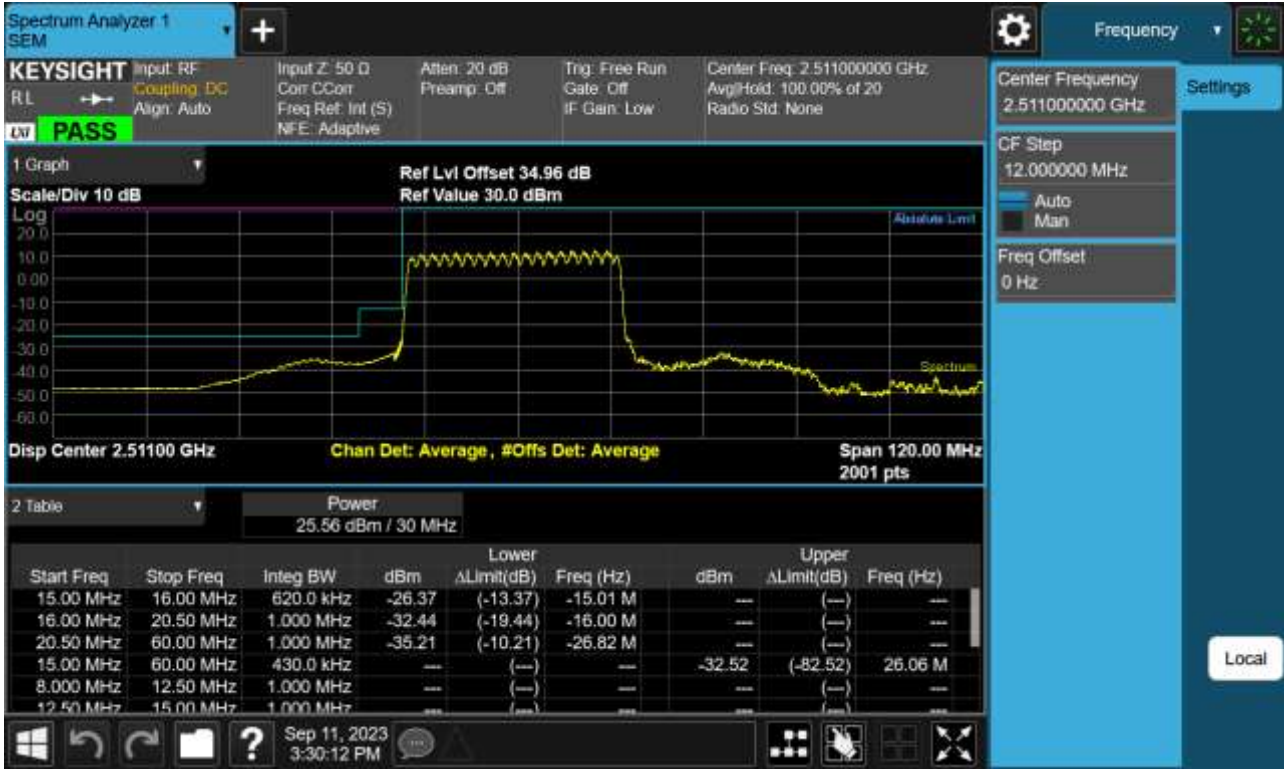 Spectrum Analyzer 1
SEM
+
Frequency
KEYSIGHT
RL
LXI
PASS
Input: RF
Coupling: DC
Align: Auto
Input Z: 50 Ω
Corr CCorr
Freq Ref: Int (S)
NFE: Adaptive
Atten: 20 dB
Preamp: Off
Trig: Free Run
Gate: Off
IF Gain: Low
Center Freq: 2.511000000 GHz
Avg|Hold: 100.00% of 20
Radio Std: None
Center Frequency
2.511000000 GHz
Settings
CF Step
12.000000 MHz
Auto
Man
Freq Offset
0 Hz
1 Graph
Scale/Div 10 dB
Ref Lvl Offset 34.96 dB
Ref Value 30.0 dBm
Log
20.0
10.0
0.00
-10.0
-20.0
-30.0
-40.0
-50.0
-60.0
Absolute Limit
Spectrum
Disp Center 2.51100 GHz
Chan Det: Average, #Offs Det: Average
Span 120.00 MHz
2001 pts
2 Table
Power
25.56 dBm / 30 MHz
Lower Upper
Start Freq Stop Freq Integ BW dBm ΔLimit(dB) Freq (Hz) dBm ΔLimit(dB) Freq (Hz)
15.00 MHz 16.00 MHz 620.0 kHz -26.37 (-13.37) -15.01 M --- (---) ---
16.00 MHz 20.50 MHz 1.000 MHz -32.44 (-19.44) -16.00 M --- (---) ---
20.50 MHz 60.00 MHz 1.000 MHz -35.21 (-10.21) -26.82 M --- (---) ---
15.00 MHz 60.00 MHz 430.0 kHz --- (---) --- -32.52 (-82.52) 26.06 M
8.000 MHz 12.50 MHz 1.000 MHz --- (---) --- --- (---) ---
12.50 MHz 15.00 MHz 1.000 MHz --- (---) --- --- (---) ---
Local
?
Sep 11, 2023
3:30:12 PM